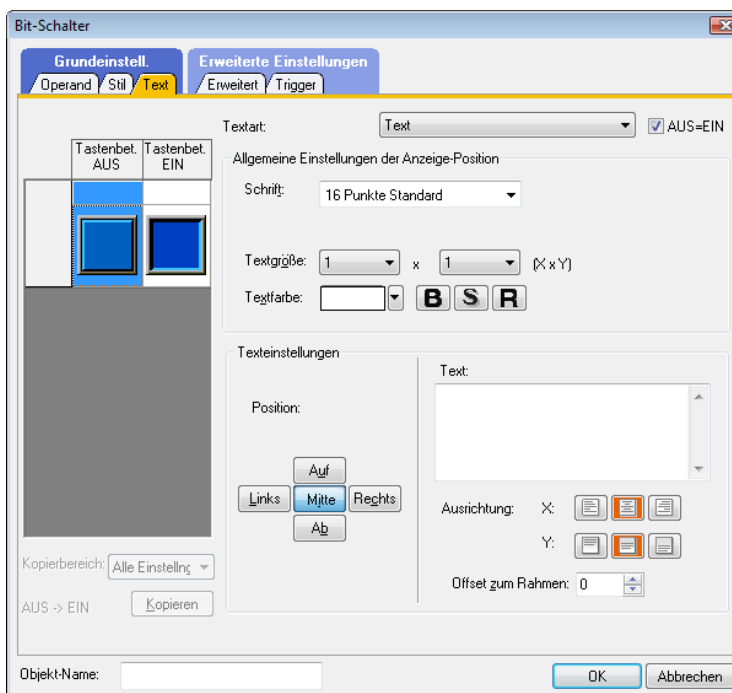 Bit-Schalter
Grundeinstell.
Erweiterte Einstellungen
Operand Stil Text
Erweitert Trigger
Textart: Text AUS=EIN
Tastenbet. AUS
Tastenbet. EIN
Allgemeine Einstellungen der Anzeige-Position
Schrift: 16 Punkte Standard
Textgröße: 1 x 1 (X x Y)
Textfarbe: B S R
Texteinstellungen
Position:
Auf
Links Mitte Rechts
Ab
Text:
Ausrichtung: X:
Y:
Offset zum Rahmen: 0
Kopierbereich: Alle Einstellng
AUS -> EIN Kopieren
Objekt-Name:
OK Abbrechen